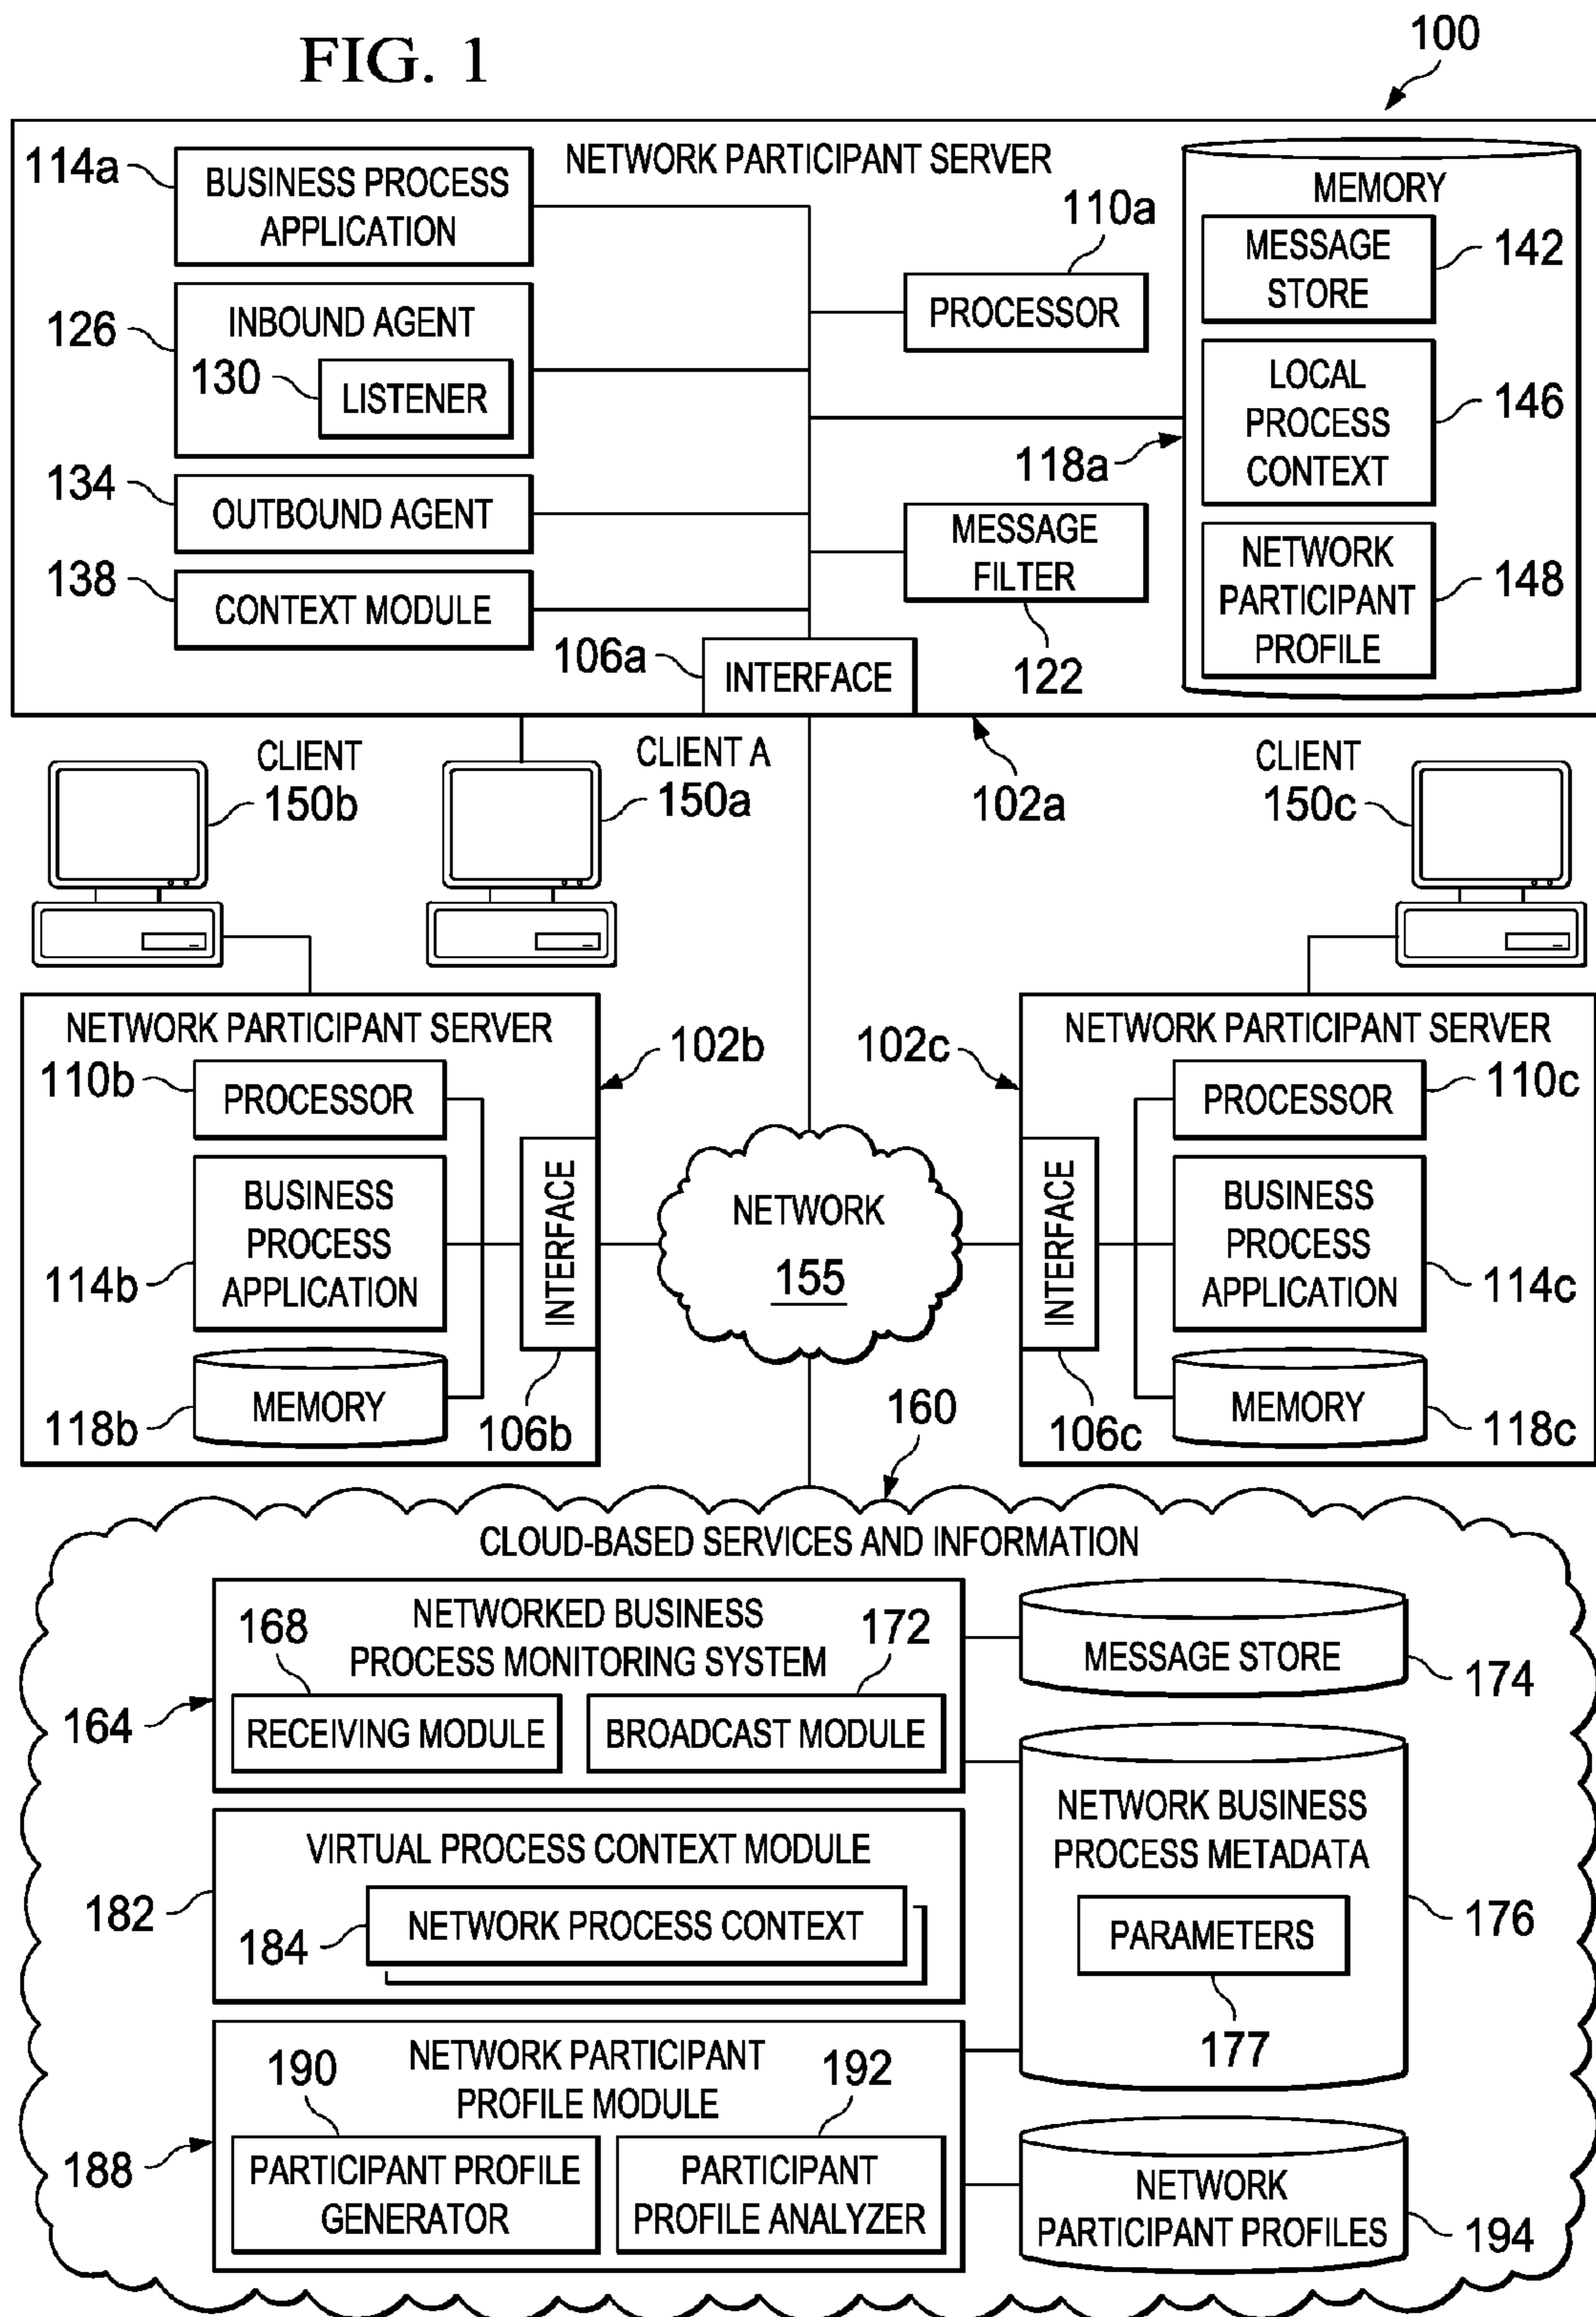 FIG. 1
100
NETWORK PARTICIPANT SERVER
114a
BUSINESS PROCESS
APPLICATION
126
INBOUND AGENT
130
LISTENER
134
OUTBOUND AGENT
138
CONTEXT MODULE
110a
PROCESSOR
118a
MESSAGE
FILTER
122
106a
INTERFACE
MEMORY
MESSAGE
STORE
142
LOCAL
PROCESS
CONTEXT
146
NETWORK
PARTICIPANT
PROFILE
148
102a
CLIENT
150b
CLIENT A
150a
CLIENT
150c
NETWORK PARTICIPANT SERVER
102b
110b
PROCESSOR
BUSINESS
PROCESS
APPLICATION
114b
MEMORY
118b
INTERFACE
106b
NETWORK
155
NETWORK PARTICIPANT SERVER
102c
PROCESSOR
110c
BUSINESS
PROCESS
APPLICATION
114c
MEMORY
118c
INTERFACE
106c
160
CLOUD-BASED SERVICES AND INFORMATION
NETWORKED BUSINESS
PROCESS MONITORING SYSTEM
164
168
RECEIVING MODULE
172
BROADCAST MODULE
MESSAGE STORE
174
NETWORK BUSINESS
PROCESS METADATA
176
PARAMETERS
177
VIRTUAL PROCESS CONTEXT MODULE
182
184
NETWORK PROCESS CONTEXT
NETWORK PARTICIPANT
PROFILE MODULE
188
190
PARTICIPANT PROFILE
GENERATOR
192
PARTICIPANT
PROFILE ANALYZER
NETWORK
PARTICIPANT PROFILES
194